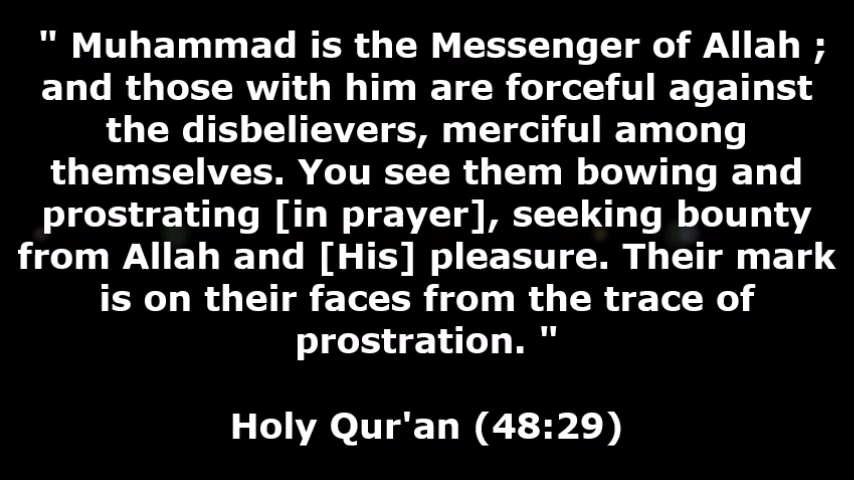 " Muhammad is the Messenger of Allah ;
and those with him are forceful against
the disbelievers, merciful among
themselves. You see them bowing and
prostrating [in prayer], seeking bounty
from Allah and [His] pleasure. Their mark
is on their faces from the trace of
prostration. "
Holy Qur'an (48:29)